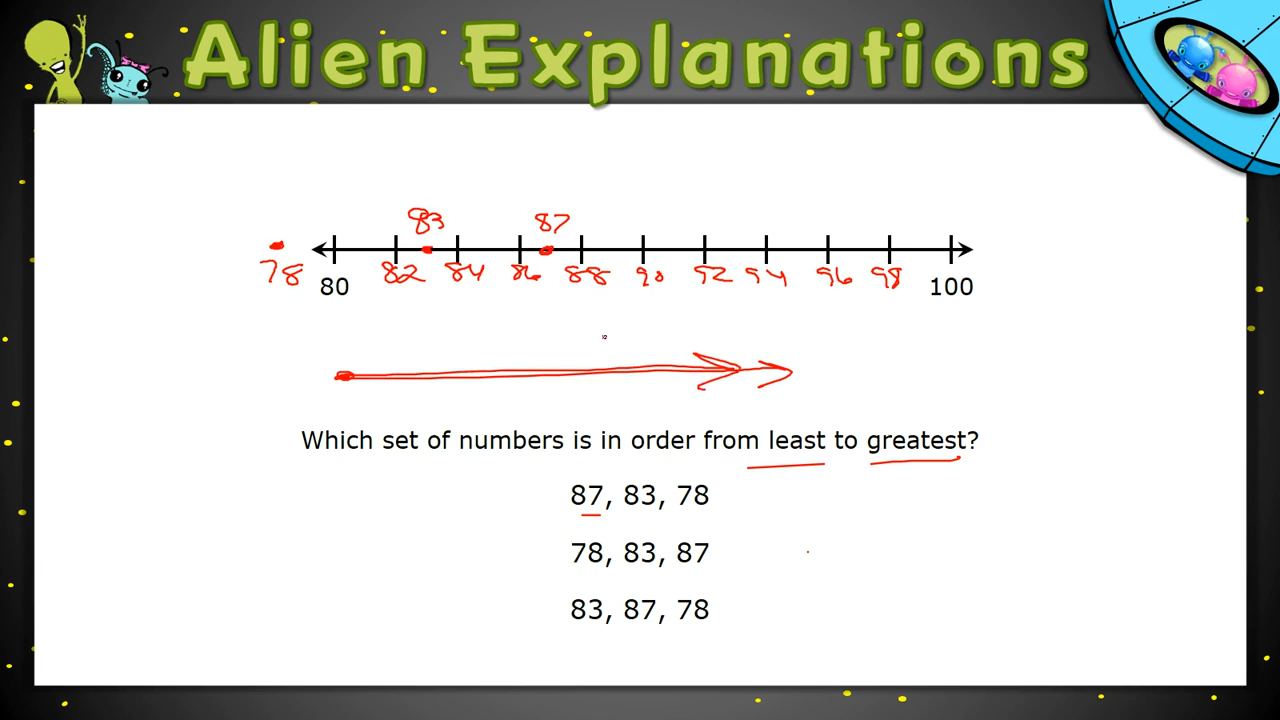 Alien Explanations
83 87
78 82 84 86 88 90 92 94 96 98
80 100
Which set of numbers is in order from least to greatest?
87, 83, 78
78, 83, 87
83, 87, 78